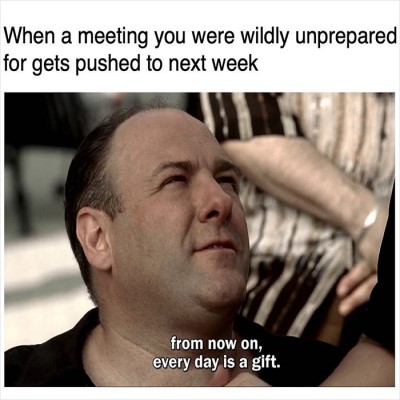 When a meeting you were wildly unprepared
for gets pushed to next week
from now on,
every day is a gift.